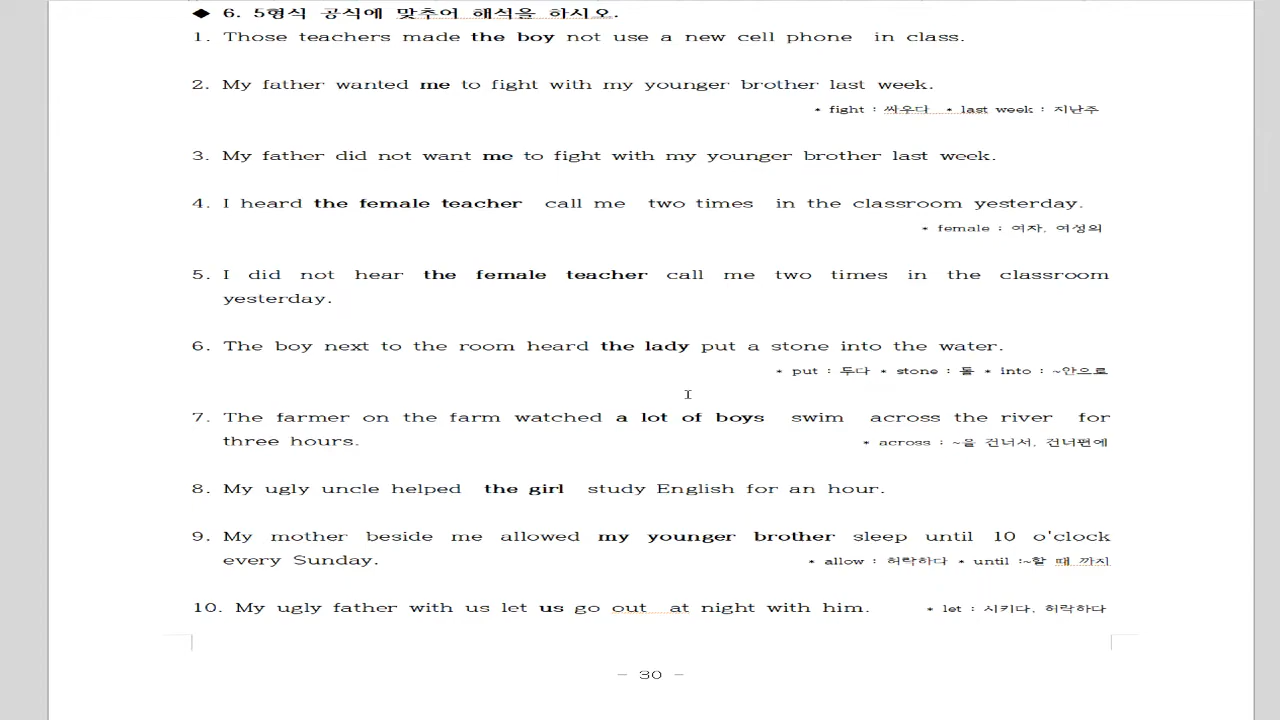 ◆ 6. 5형식 공식에 맞추어 해석을 하시오.
1. Those teachers made the boy not use a new cell phone in class.
2. My father wanted me to fight with my younger brother last week.
* fight : 싸우다 * last week : 지난주
3. My father did not want me to fight with my younger brother last week.
4. I heard the female teacher call me two times in the classroom yesterday.
* female : 여자, 여성의
5. I did not hear the female teacher call me two times in the classroom
yesterday.
6. The boy next to the room heard the lady put a stone into the water.
* put : 두다 * stone : 돌 * into : ~안으로
7. The farmer on the farm watched a lot of boys swim across the river for
three hours. * across : ~을 건너서, 건너편에
8. My ugly uncle helped the girl study English for an hour.
9. My mother beside me allowed my younger brother sleep until 10 o'clock
every Sunday. * allow : 허락하다 * until :~할 때 까지
10. My ugly father with us let us go out at night with him. * let : 시키다, 허락하다
- 30 -